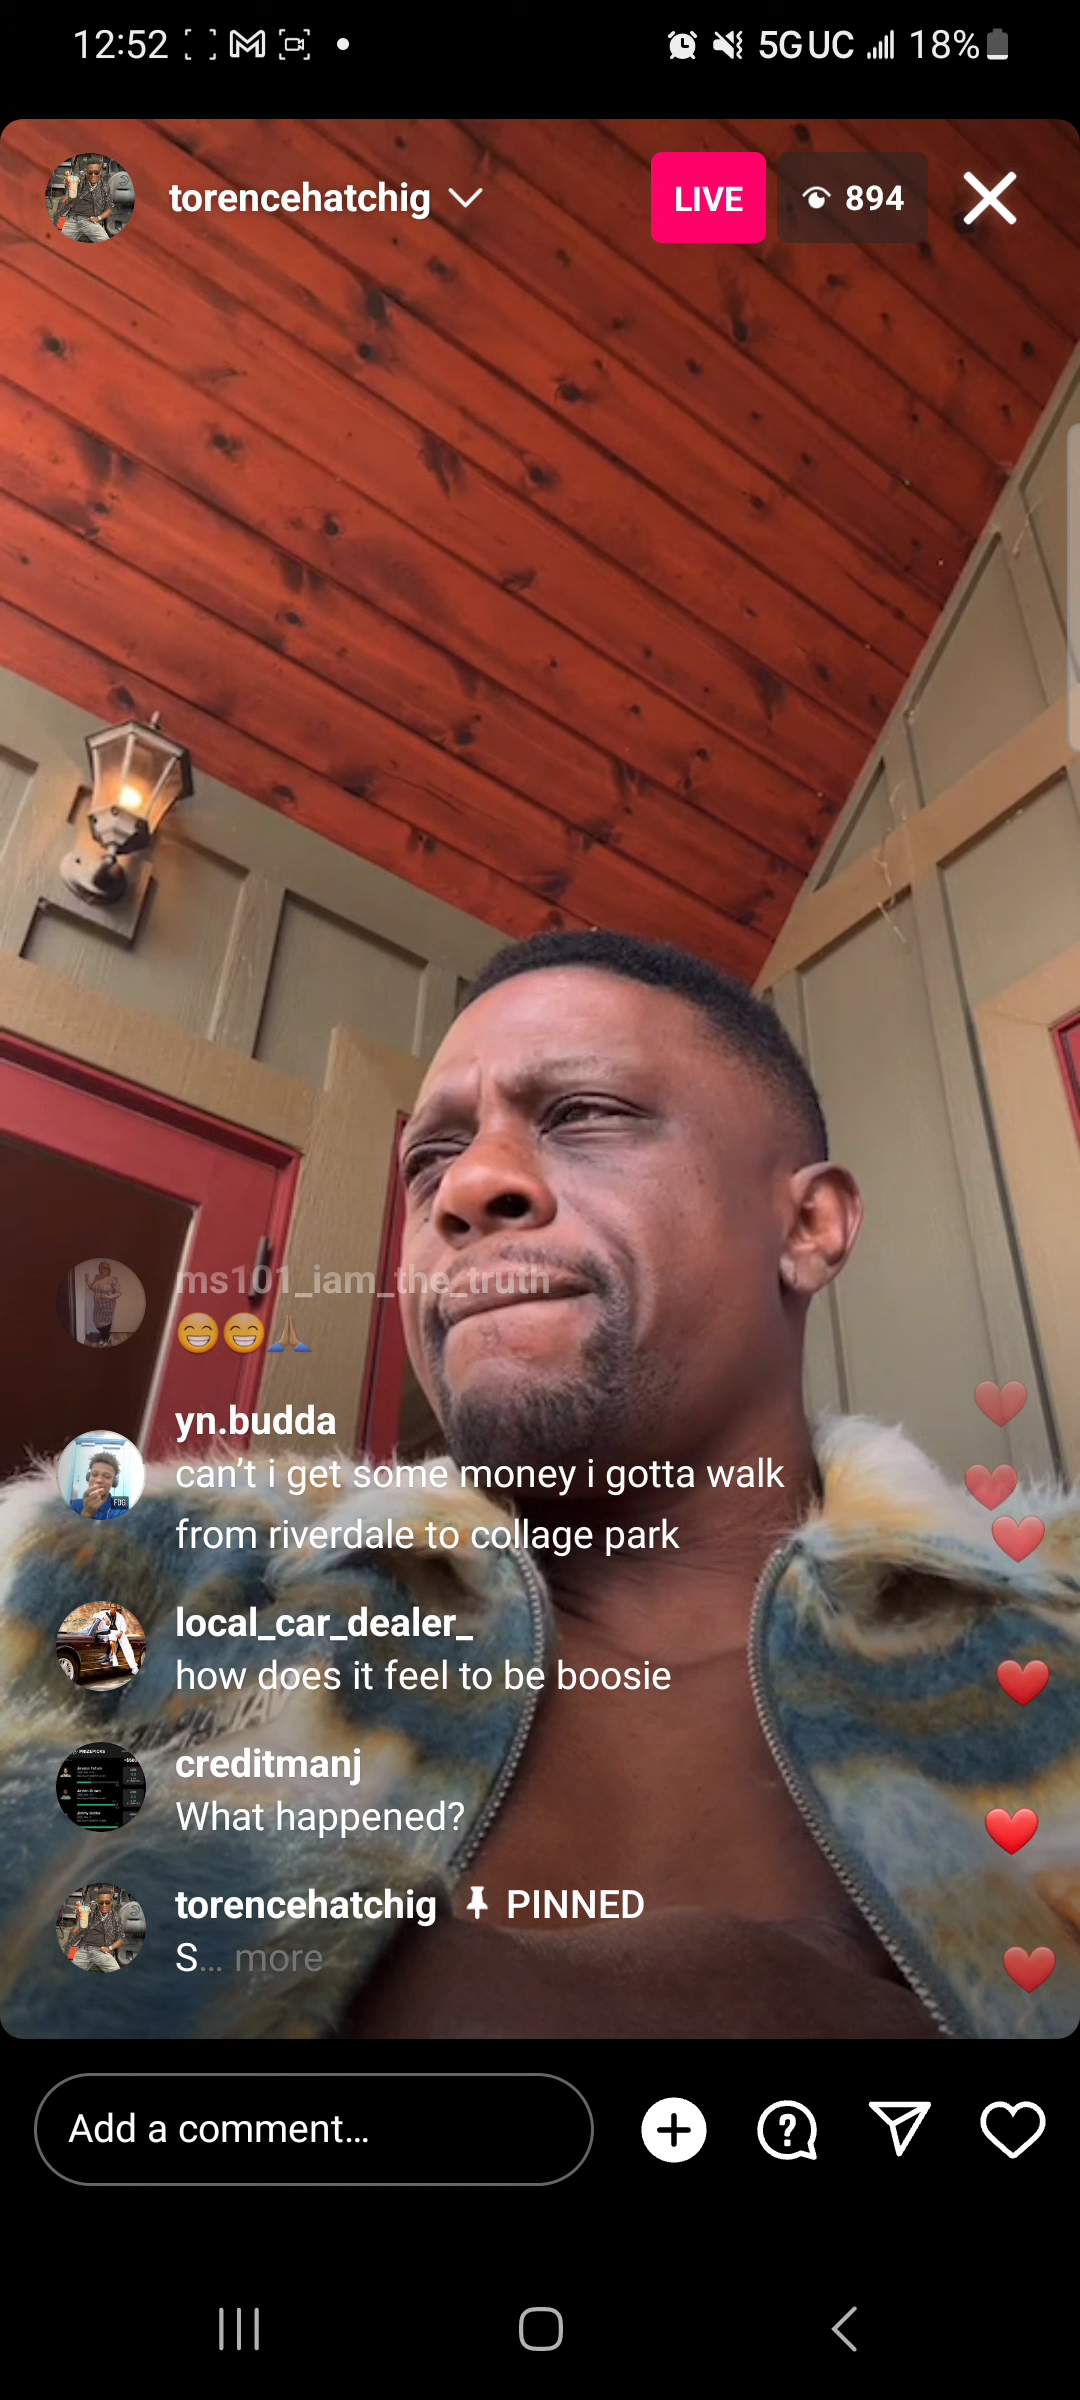 12:52
5G UC 18%
torencehatchig
LIVE
894
ms101_iam_the_truth
😁😁🙏🏽
yn.budda
can't i get some money i gotta walk
from riverdale to collage park
local_car_dealer_
how does it feel to be boosie
creditmanj
What happened?
torencehatchig PINNED
S... more
Add a comment...